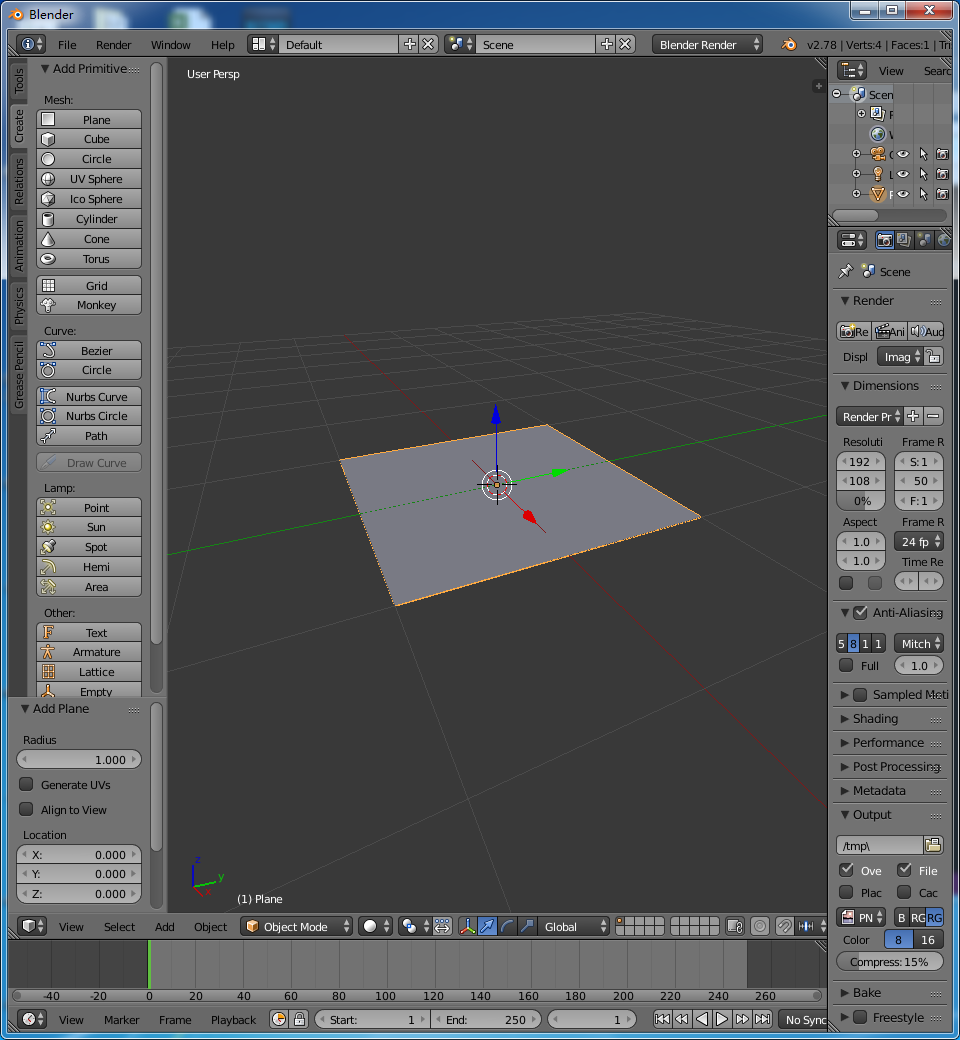 Blender
File Render Window Help Default Scene Blender Render v2.78 | Verts:4 | Faces:1 | Tri
Tools
Create
Relations
Animation
Physics
Grease Pencil
Add Primitive
Mesh:
Plane
Cube
Circle
UV Sphere
Ico Sphere
Cylinder
Cone
Torus
Grid
Monkey
Curve:
Bezier
Circle
Nurbs Curve
Nurbs Circle
Path
Draw Curve
Lamp:
Point
Sun
Spot
Hemi
Area
Other:
Text
Armature
Lattice
Empty
Add Plane
Radius
1.000
Generate UVs
Align to View
Location
X: 0.000
Y: 0.000
Z: 0.000
User Persp
z
y
(1) Plane
View Select Add Object Object Mode Global
-40 -20 0 20 40 60 80 100 120 140 160 180 200 220 240 260
View Marker Frame Playback Start: 1 End: 250 1 No Sync
View Searc
Scen
Scene
Render
Re Ani Aud
Displ Imag
Dimensions
Render Pr
Resoluti Frame R
192 S:1
108 50
0% F:1
Aspect Frame R
1.0 24 fp
1.0 Time Re
Anti-Aliasing
5 8 1 1 Mitch
Full 1.0
Sampled Moti
Shading
Performance
Post Processing
Metadata
Output
/tmp\
Ove File
Plac Cac
PN B RG RG
Color 8 16
Compress: 15%
Bake
Freestyle